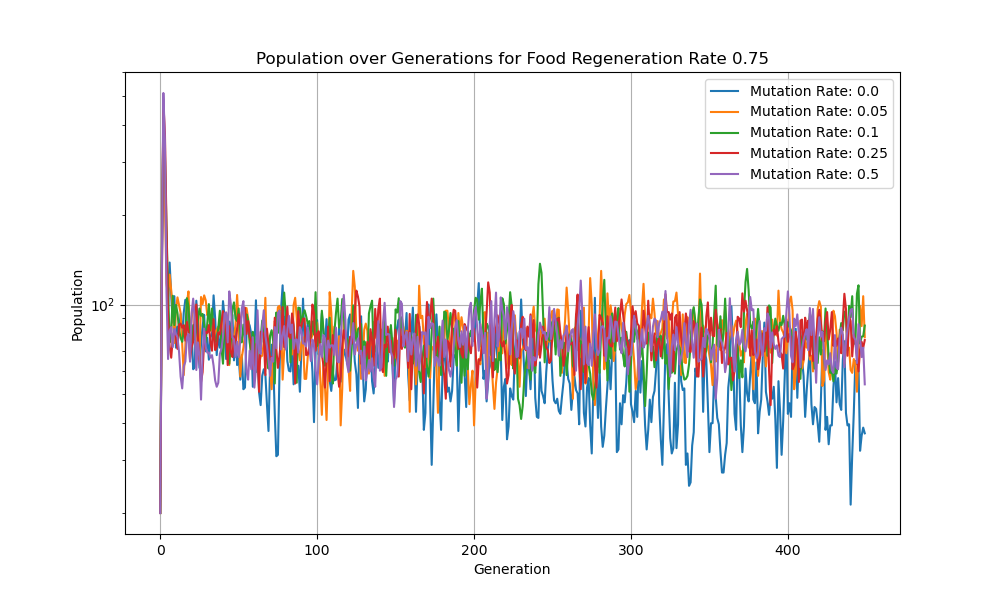 Population over Generations for Food Regeneration Rate 0.75
Mutation Rate: 0.0
Mutation Rate: 0.05
Mutation Rate: 0.1
Mutation Rate: 0.25
Mutation Rate: 0.5
Population
10²
0 100 200 300 400
Generation